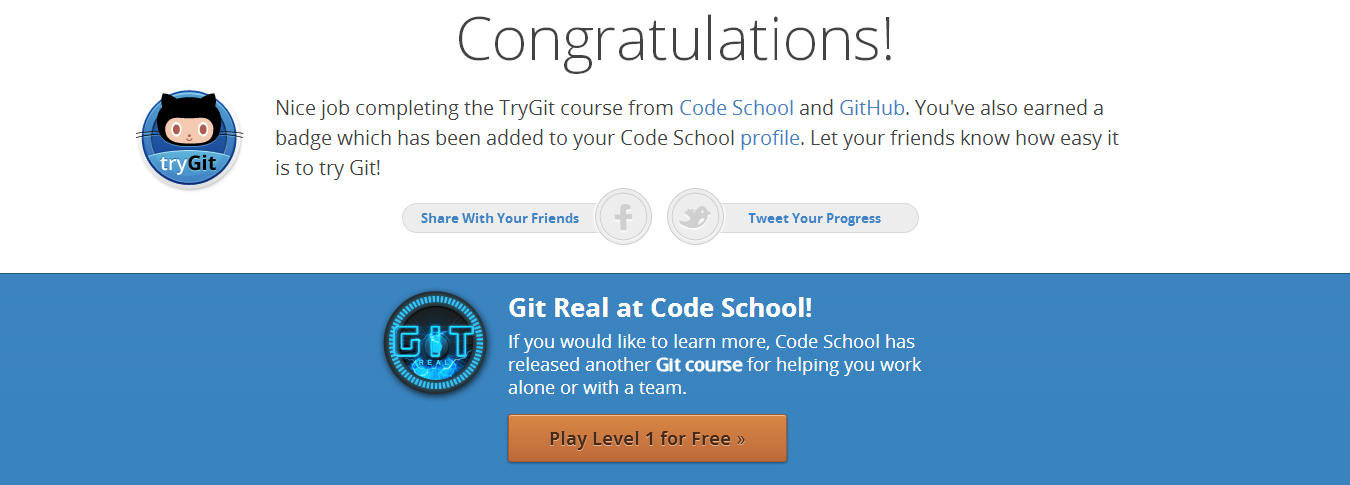 Congratulations!
Nice job completing the TryGit course from Code School and GitHub. You've also earned a
badge which has been added to your Code School profile. Let your friends know how easy it
is to try Git!
tryGit
Share With Your Friends
Tweet Your Progress
Git Real at Code School!
If you would like to learn more, Code School has
released another Git course for helping you work
alone or with a team.
GIT
REAL
Play Level 1 for Free »